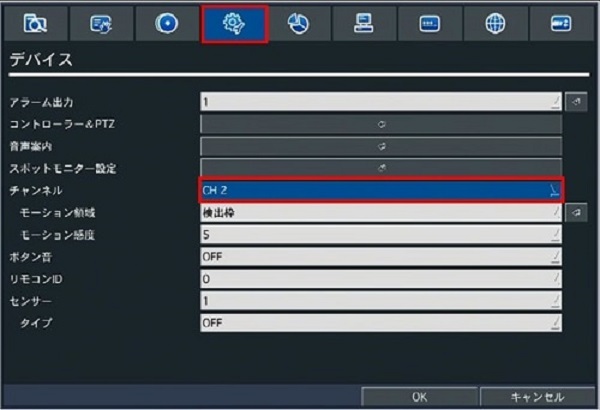 デバイス
アラーム出力 1
コントローラー&PTZ
音声案内
スポットモニター設定
チャンネル CH 2
モーション領域 検出枠
モーション感度 5
ボタン音 OFF
リモコンID 0
センサー 1
タイプ OFF
OK キャンセル